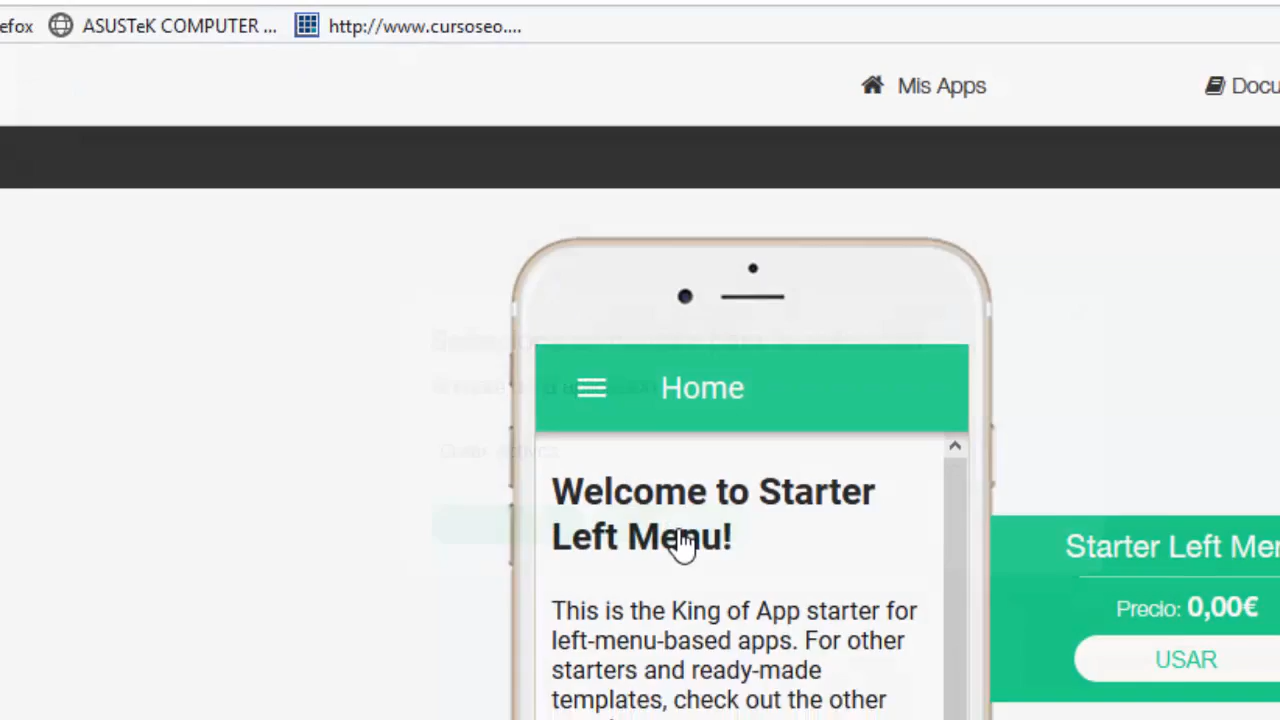 efox ASUSTeK COMPUTER ... http://www.cursoseo....
Mis Apps Docu
Home
Welcome to Starter
Left Menu!
This is the King of App starter for
left-menu-based apps. For other
starters and ready-made
templates, check out the other
Starter Left Men
Precio: 0,00€
USAR